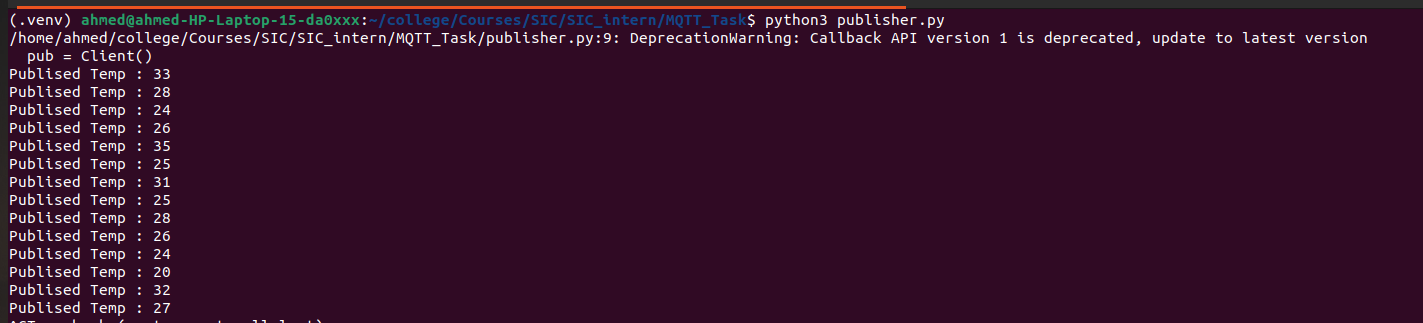 (.venv) ahmed@ahmed-HP-Laptop-15-da0xxx:~/college/Courses/SIC/SIC_intern/MQTT_Task$ python3 publisher.py
/home/ahmed/college/Courses/SIC/SIC_intern/MQTT_Task/publisher.py:9: DeprecationWarning: Callback API version 1 is deprecated, update to latest version
  pub = Client()
Publised Temp : 33
Publised Temp : 28
Publised Temp : 24
Publised Temp : 26
Publised Temp : 35
Publised Temp : 25
Publised Temp : 31
Publised Temp : 25
Publised Temp : 28
Publised Temp : 26
Publised Temp : 24
Publised Temp : 20
Publised Temp : 32
Publised Temp : 27